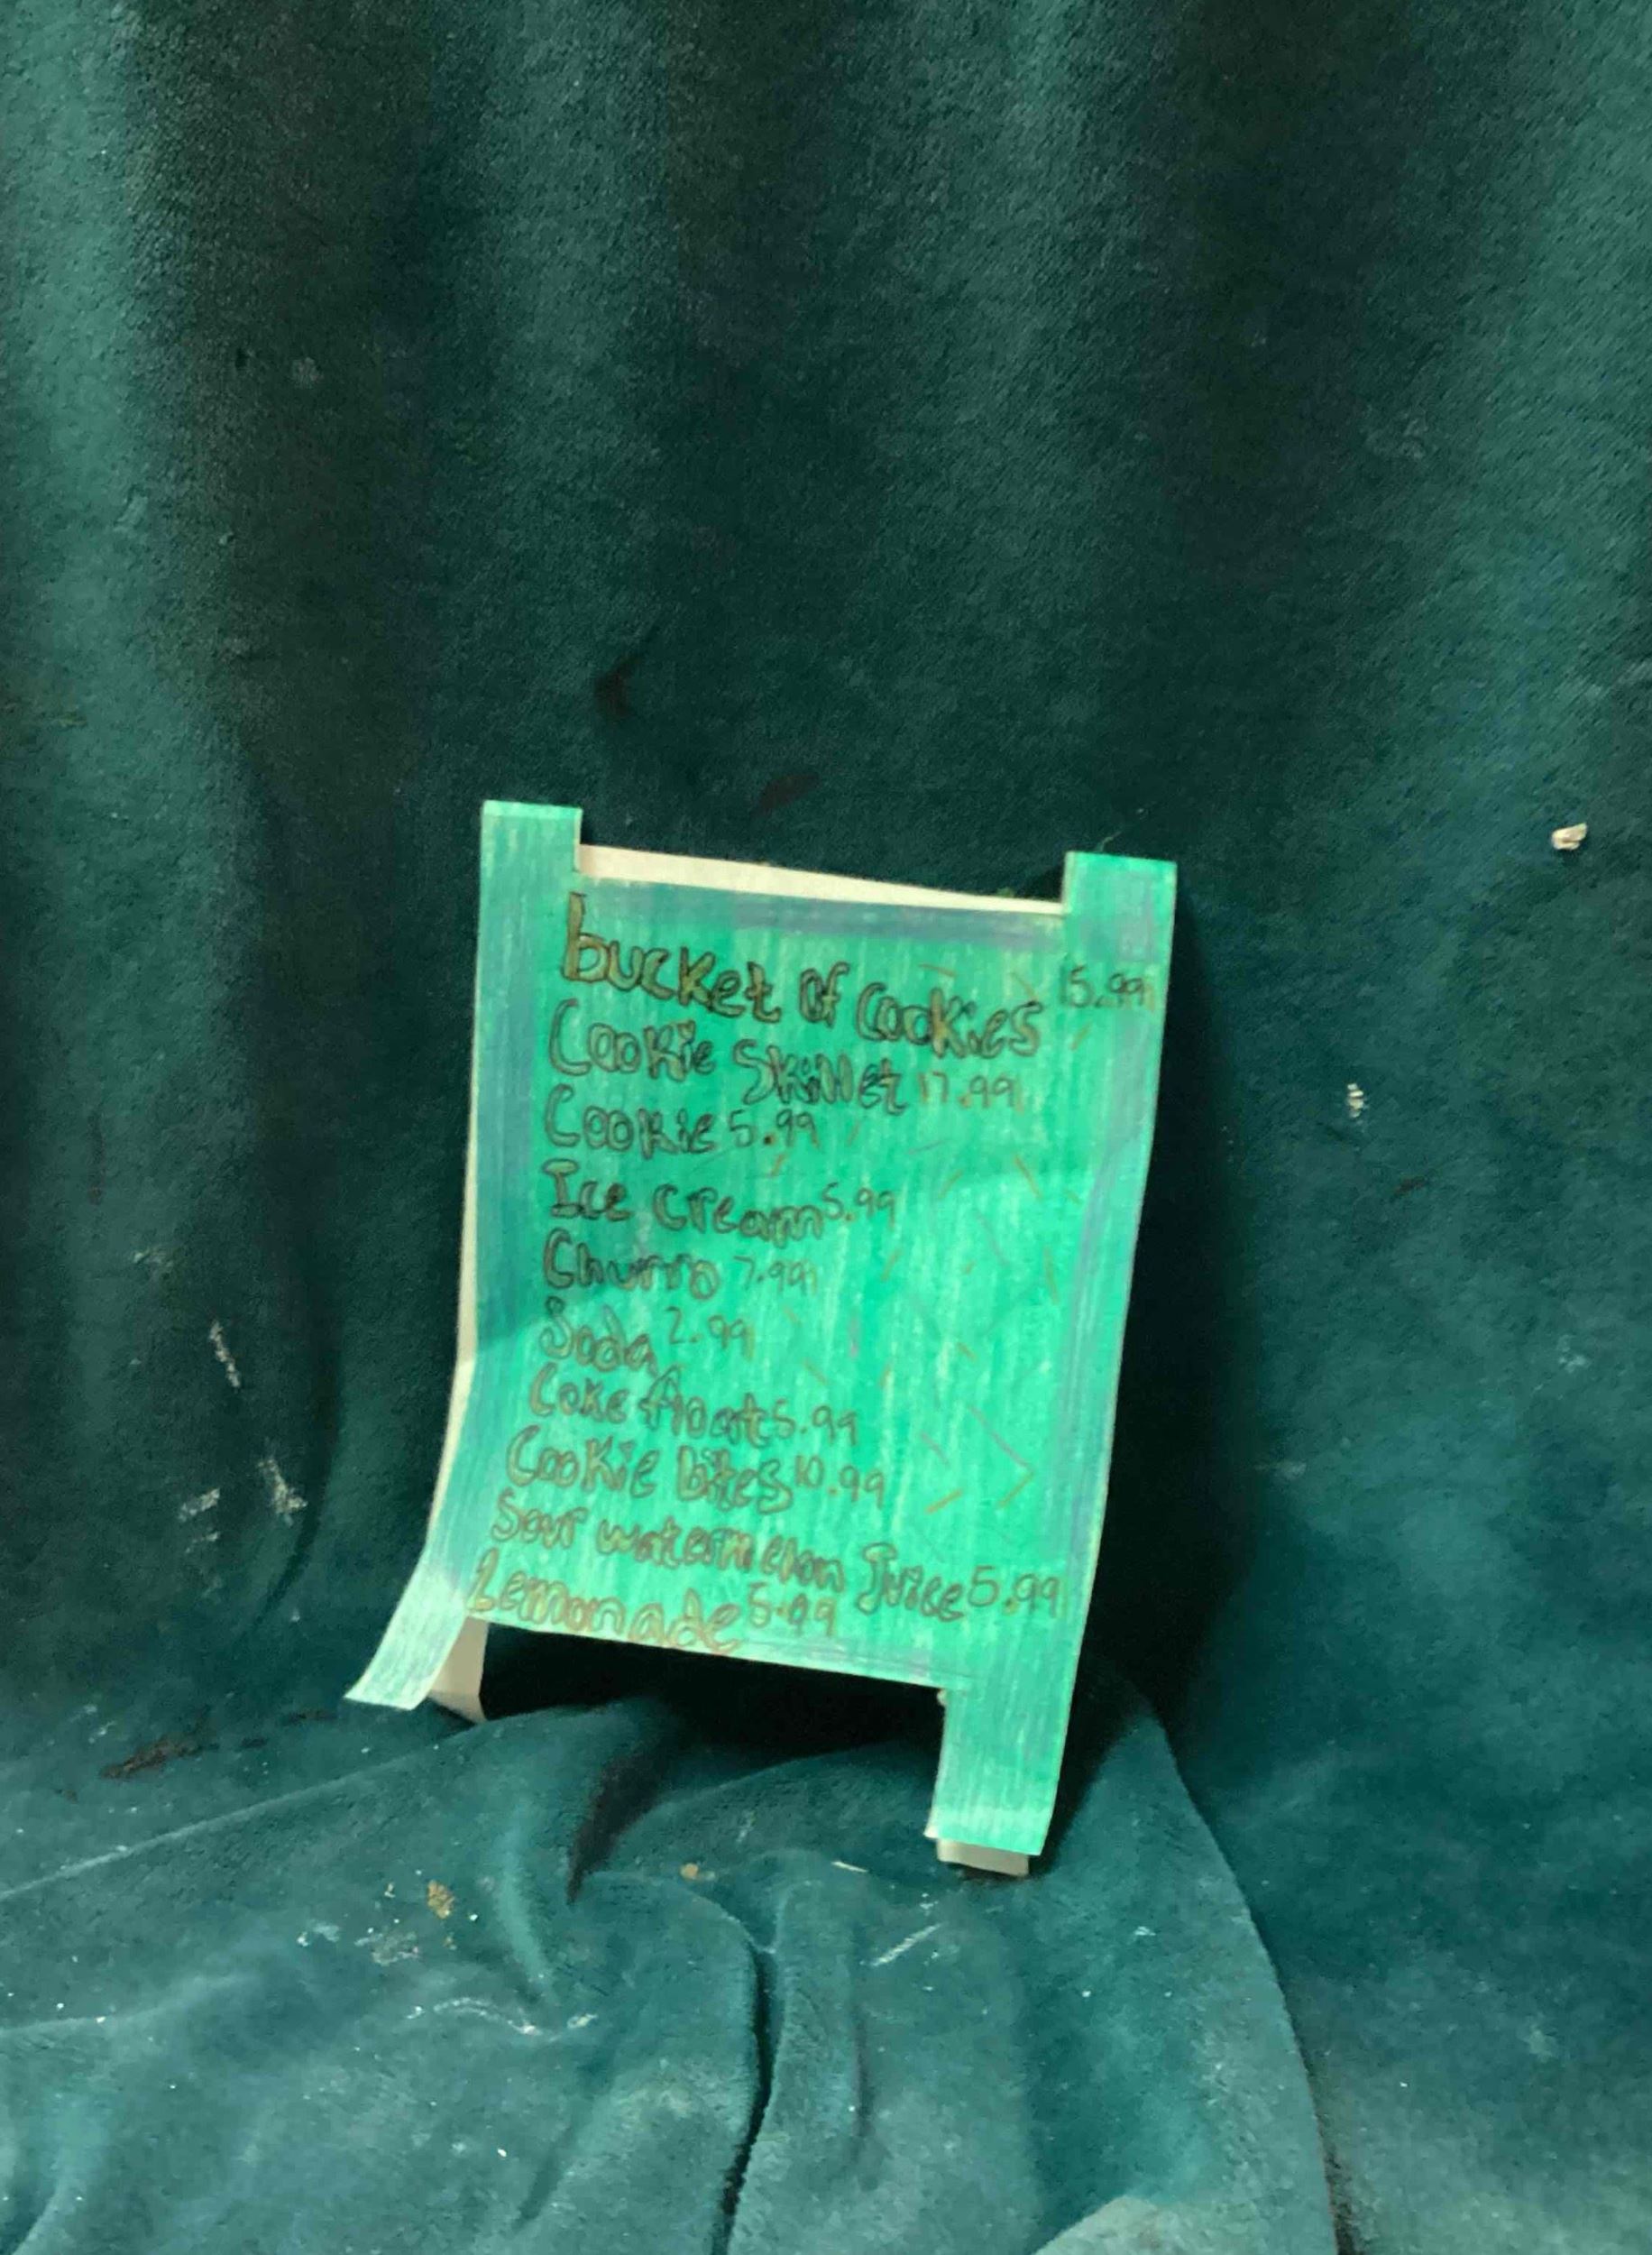 bucket of cookies 15.99
Cookie Skillet 17.99
Cookie 5.99
Ice cream 5.99
Churro 7.99
Soda 2.99
Coke float 5.99
Cookie bites 10.99
Sour watermelon Juice 5.99
Lemonade 5.99